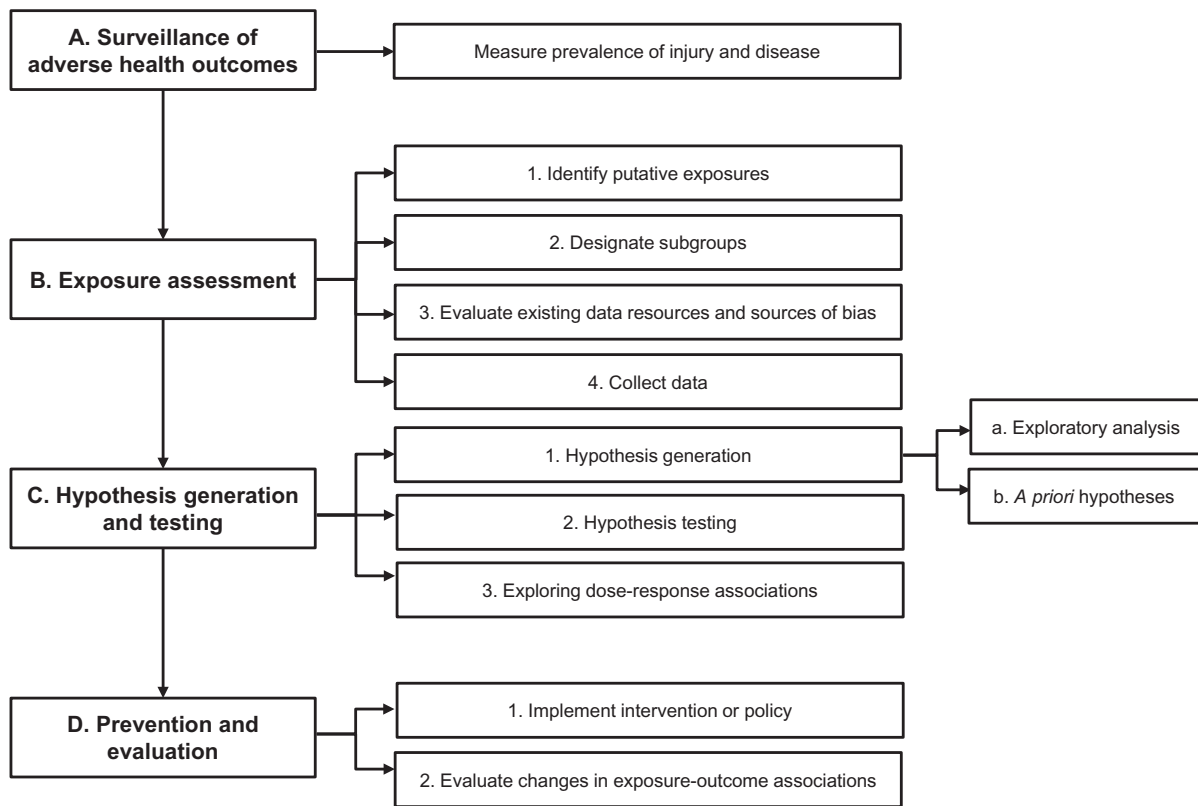 A. Surveillance of
adverse health outcomes
Measure prevalence of injury and disease
B. Exposure assessment
1. Identify putative exposures
2. Designate subgroups
3. Evaluate existing data resources and sources of bias
4. Collect data
C. Hypothesis generation
and testing
1. Hypothesis generation
a. Exploratory analysis
b. A priori hypotheses
2. Hypothesis testing
3. Exploring dose-response associations
D. Prevention and
evaluation
1. Implement intervention or policy
2. Evaluate changes in exposure-outcome associations